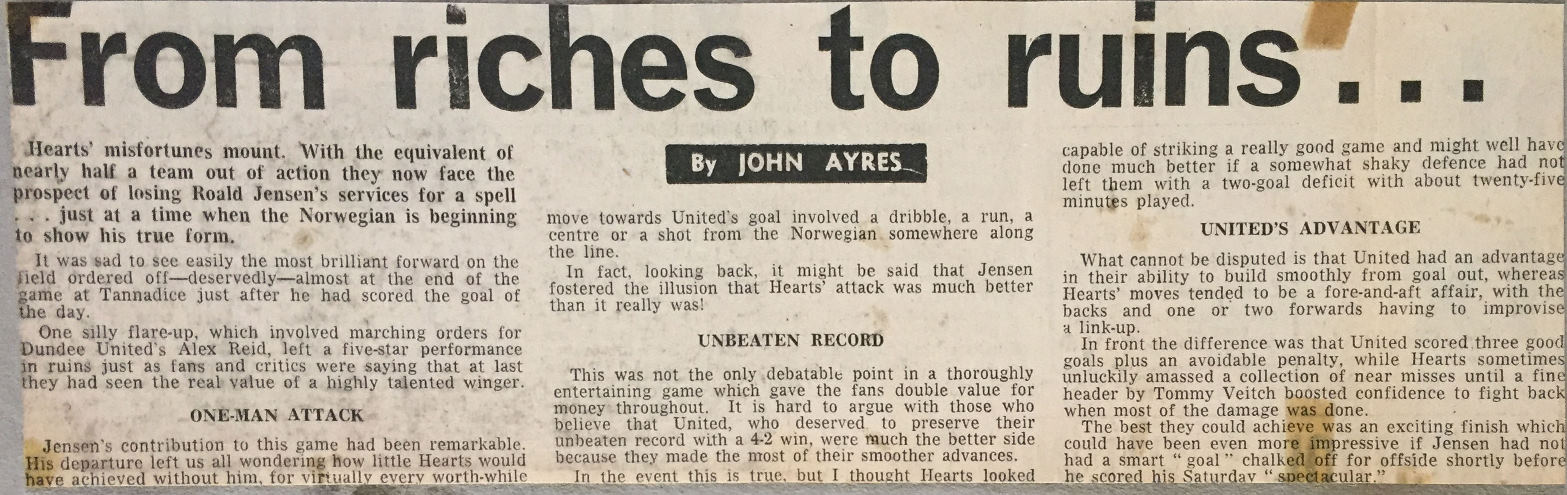 From riches to ruins...
Hearts' misfortunes mount. With the equivalent of
nearly half a team out of action they now face the
prospect of losing Roald Jensen's services for a spell
. . . just at a time when the Norwegian is beginning
to show his true form.
It was sad to see easily the most brilliant forward on the
field ordered off—deservedly—almost at the end of the
game at Tannadice just after he had scored the goal of
the day.
One silly flare-up, which involved marching orders for
Dundee United's Alex Reid, left a five-star performance
in ruins just as fans and critics were saying that at last
they had seen the real value of a highly talented winger.
ONE-MAN ATTACK
Jensen's contribution to this game had been remarkable.
His departure left us all wondering how little Hearts would
have achieved without him, for virtually every worth-while
By JOHN AYRES
move towards United's goal involved a dribble, a run, a
centre or a shot from the Norwegian somewhere along
the line.
In fact, looking back, it might be said that Jensen
fostered the illusion that Hearts' attack was much better
than it really was!
UNBEATEN RECORD
This was not the only debatable point in a thoroughly
entertaining game which gave the fans double value for
money throughout. It is hard to argue with those who
believe that United, who deserved to preserve their
unbeaten record with a 4-2 win, were much the better side
because they made the most of their smoother advances.
In the event this is true, but I thought Hearts looked
capable of striking a really good game and might well have
done much better if a somewhat shaky defence had not
left them with a two-goal deficit with about twenty-five
minutes played.
UNITED'S ADVANTAGE
What cannot be disputed is that United had an advantage
in their ability to build smoothly from goal out, whereas
Hearts' moves tended to be a fore-and-aft affair, with the
backs and one or two forwards having to improvise
a link-up.
In front the difference was that United scored three good
goals plus an avoidable penalty, while Hearts sometimes
unluckily amassed a collection of near misses until a fine
header by Tommy Veitch boosted confidence to fight back
when most of the damage was done.
The best they could achieve was an exciting finish which
could have been even more impressive if Jensen had not
had a smart "goal" chalked off for offside shortly before
he scored his Saturday "spectacular."